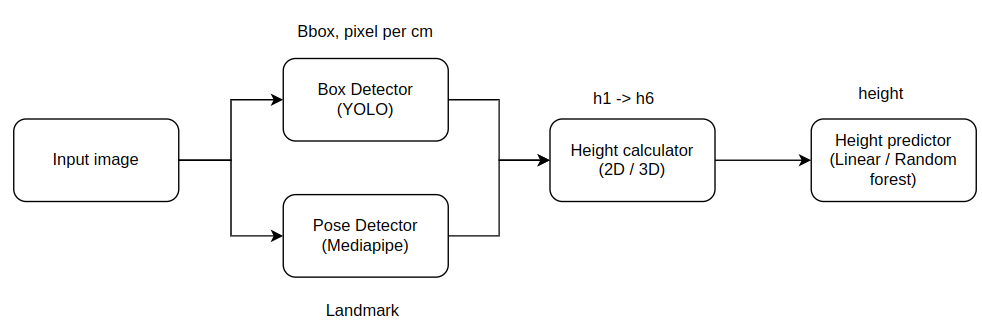 Bbox, pixel per cm
Box Detector
(YOLO)
Input image
Pose Detector
(Mediapipe)
Landmark
h1 -> h6
Height calculator
(2D / 3D)
height
Height predictor
(Linear / Random
forest)